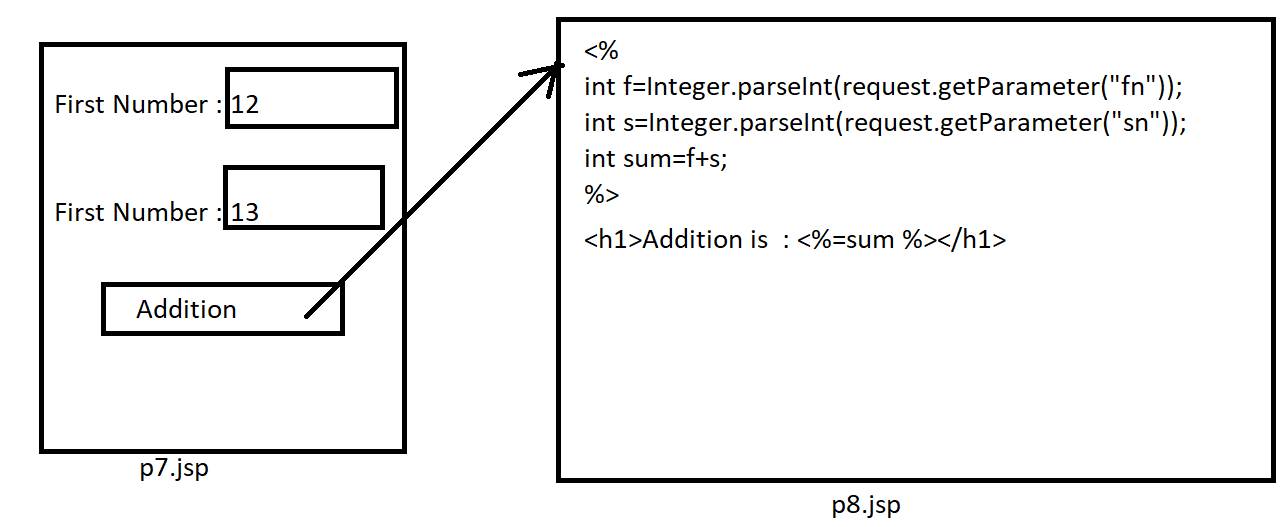 First Number : 12
First Number : 13
Addition
p7.jsp
<%
int f=Integer.parseInt(request.getParameter("fn"));
int s=Integer.parseInt(request.getParameter("sn"));
int sum=f+s;
%>
<h1>Addition is  : <%=sum %></h1>
p8.jsp